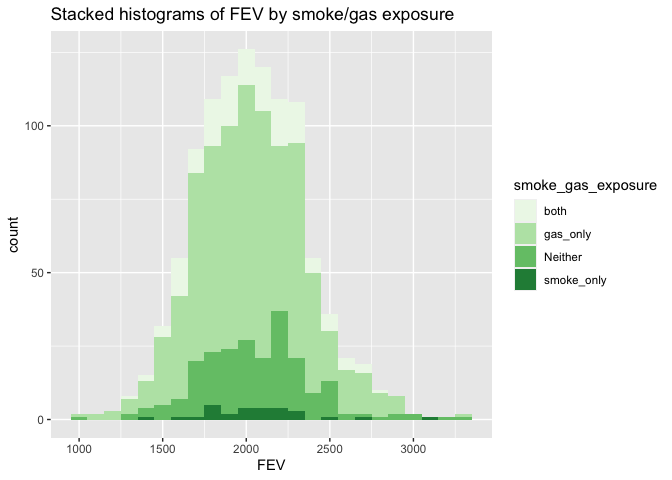 Stacked histograms of FEV by smoke/gas exposure
100
50
0
count
1000 1500 2000 2500 3000
FEV
smoke_gas_exposure
both
gas_only
Neither
smoke_only